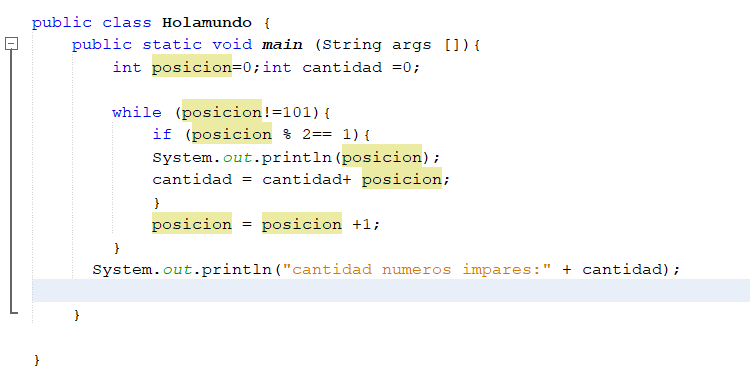 public class Holamundo {
public static void main (String args []){
int posicion=0;int cantidad =0;
while (posicion!=101){
if (posicion % 2== 1){
System.out.println(posicion);
cantidad = cantidad+ posicion;
}
posicion = posicion +1;
}
System.out.println("cantidad numeros impares:" + cantidad);
}
}